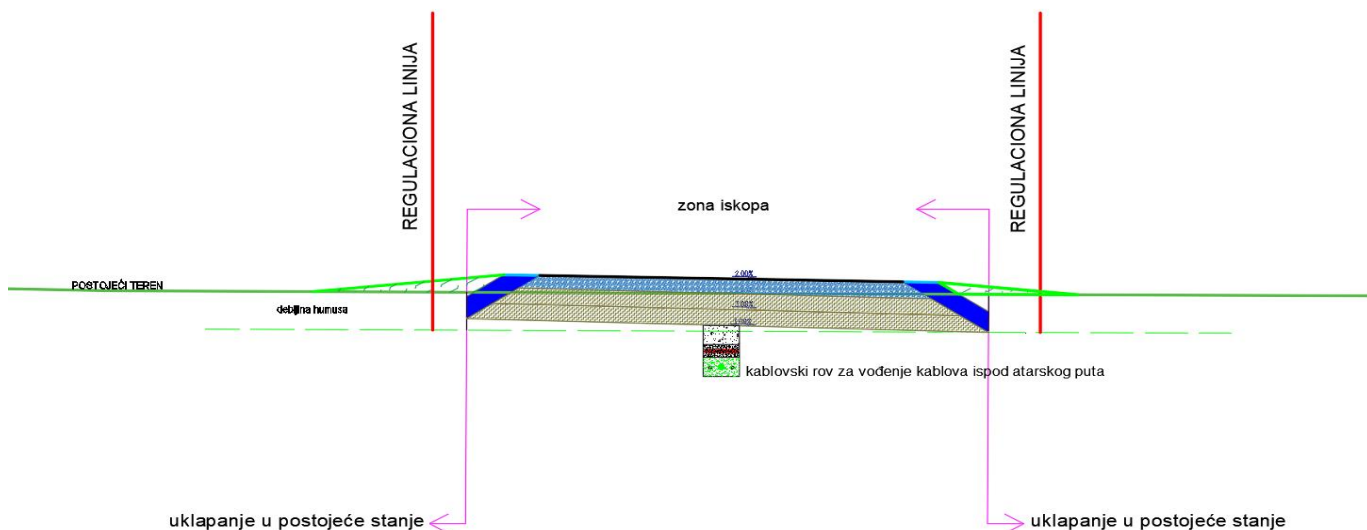 REGULACIONA LINIJA
REGULACIONA LINIJA
zona iskopa
2.00%
POSTOJEĆI TEREN
debljina humusa
kablovski rov za vođenje kablova ispod atarskog puta
uklapanje u postojeće stanje
uklapanje u postojeće stanje